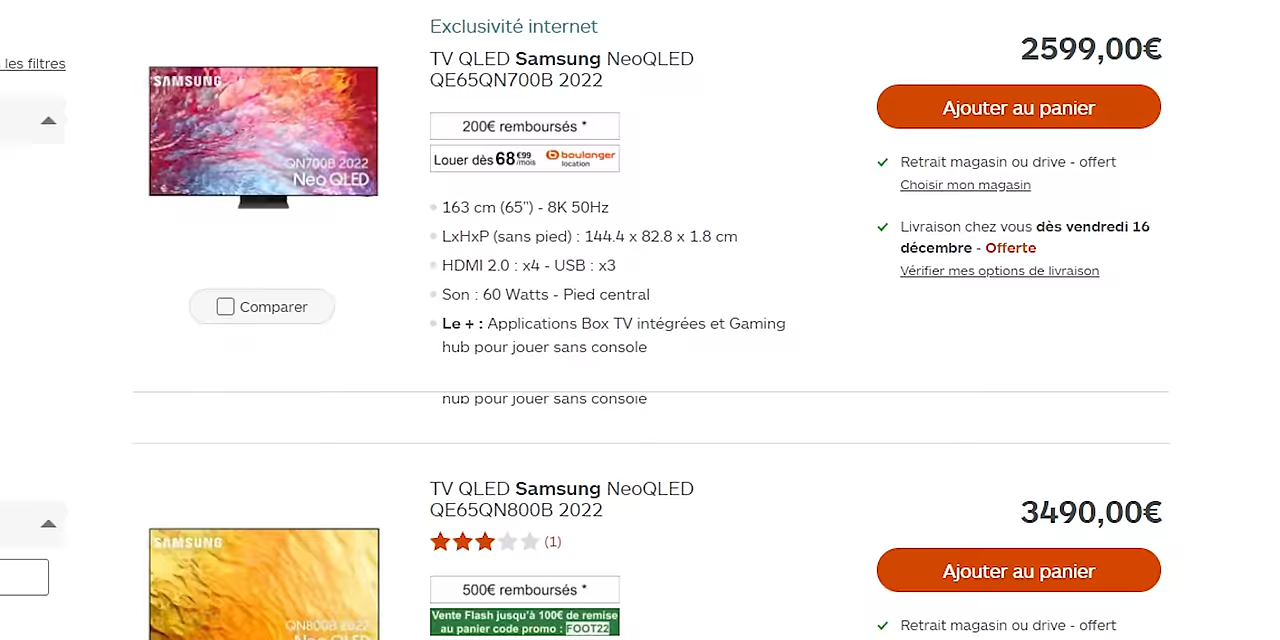 les filtres
Exclusivité internet
TV QLED Samsung NeoQLED
QE65QN700B 2022
SAMSUNG
QN700B 2022
Neo QLED
200€ remboursés *
Louer dès 68€99/mois boulanger location
163 cm (65") - 8K 50Hz
LxHxP (sans pied) : 144.4 x 82.8 x 1.8 cm
HDMI 2.0 : x4 - USB : x3
Son : 60 Watts - Pied central
Le + : Applications Box TV intégrées et Gaming
hub pour jouer sans console
Comparer
2599,00€
Ajouter au panier
Retrait magasin ou drive - offert
Choisir mon magasin
Livraison chez vous dès vendredi 16
décembre - Offerte
Vérifier mes options de livraison
hub pour jouer sans console
TV QLED Samsung NeoQLED
QE65QN800B 2022
(1)
SAMSUNG
QN800B 2022
Neo QLED
500€ remboursés *
Vente Flash jusqu'à 100€ de remise
au panier code promo : FOOT22
3490,00€
Ajouter au panier
Retrait magasin ou drive - offert